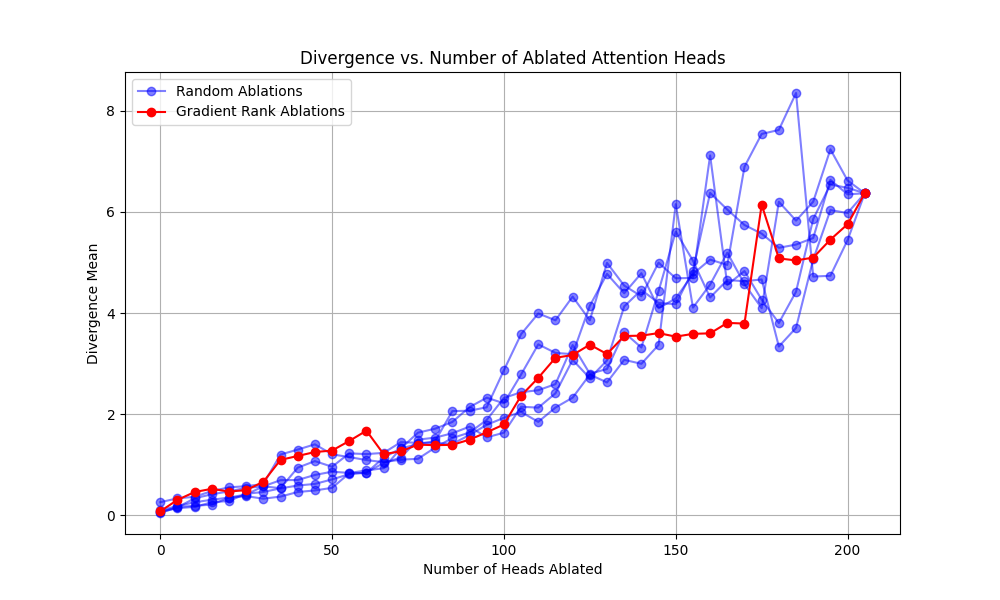 Divergence vs. Number of Ablated Attention Heads
Random Ablations
Gradient Rank Ablations
8
6
4
2
0
Divergence Mean
0 50 100 150 200
Number of Heads Ablated